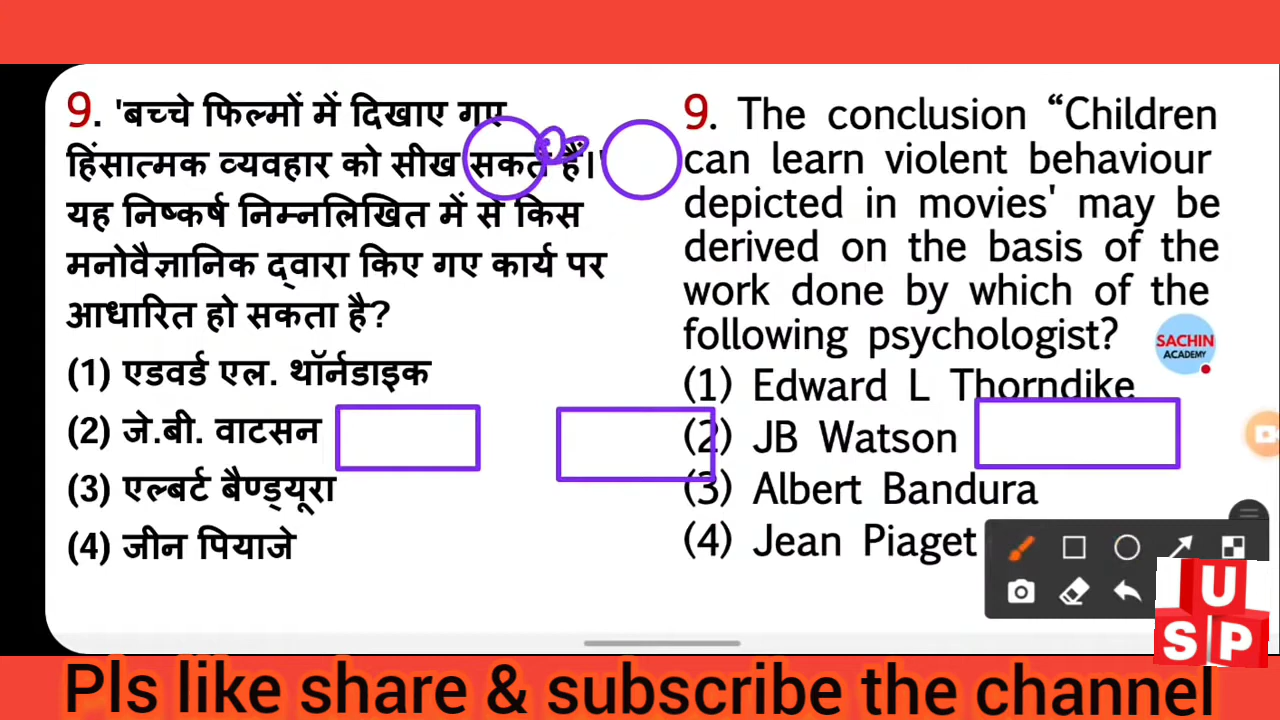 9. 'बच्चे फिल्मों में दिखाए गए
हिंसात्मक व्यवहार को सीख सकते हैं।'
यह निष्कर्ष निम्नलिखित में से किस
मनोवैज्ञानिक द्वारा किए गए कार्य पर
आधारित हो सकता है?
(1) एडवर्ड एल. थॉर्नडाइक
(2) जे.बी. वाटसन
(3) एल्बर्ट बैण्ड्यूरा
(4) जीन पियाजे
9. The conclusion “Children
can learn violent behaviour
depicted in movies' may be
derived on the basis of the
work done by which of the
following psychologist?
(1) Edward L Thorndike
(2) JB Watson
(3) Albert Bandura
(4) Jean Piaget
SACHIN
ACADEMY
U
S P
Pls like share & subscribe the channel